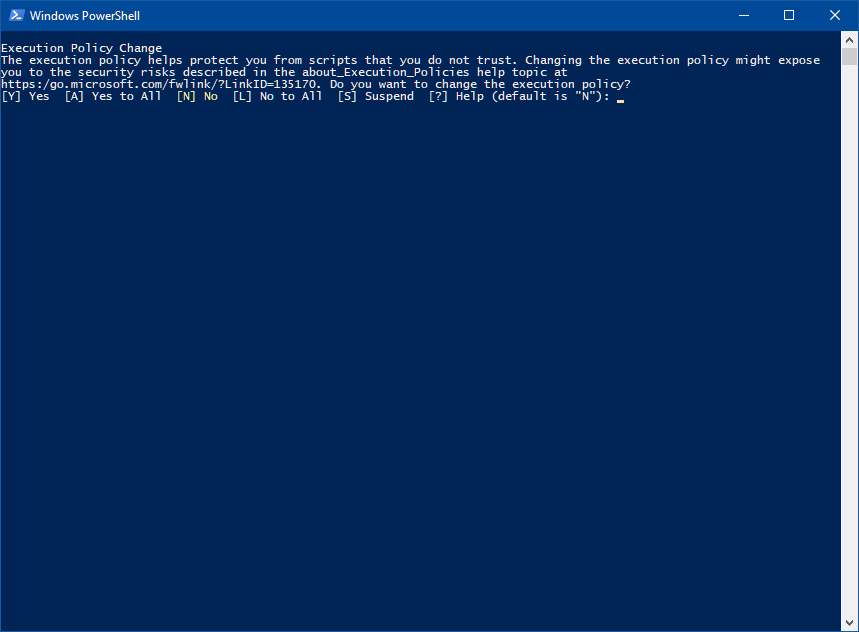 Windows PowerShell
Execution Policy Change
The execution policy helps protect you from scripts that you do not trust. Changing the execution policy might expose
you to the security risks described in the about_Execution_Policies help topic at
https:/go.microsoft.com/fwlink/?LinkID=135170. Do you want to change the execution policy?
[Y] Yes  [A] Yes to All  [N] No  [L] No to All  [S] Suspend  [?] Help (default is "N"):